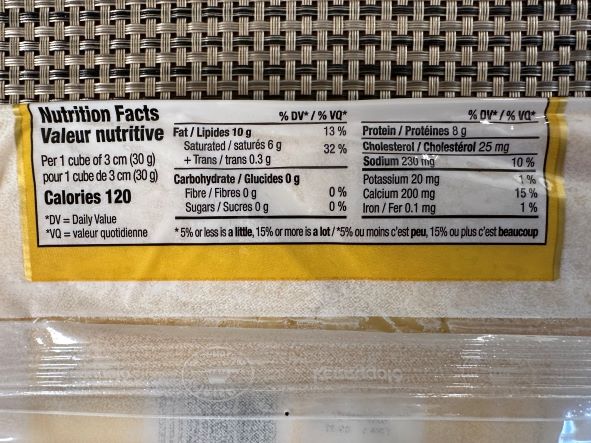 Nutrition Facts
Valeur nutritive
Per 1 cube of 3 cm (30 g)
pour 1 cube de 3 cm (30 g)
Calories 120
*DV = Daily Value
*VQ = valeur quotidienne
% DV* / % VQ*
Fat / Lipides 10 g 13 %
Saturated / saturés 6 g 32 %
+ Trans / trans 0.3 g
Carbohydrate / Glucides 0 g
Fibre / Fibres 0 g 0 %
Sugars / Sucres 0 g 0 %
% DV* / % VQ*
Protein / Protéines 8 g
Cholesterol / Cholestérol 25 mg
Sodium 230 mg 10 %
Potassium 20 mg 1 %
Calcium 200 mg 15 %
Iron / Fer 0.1 mg 1 %
*5% or less is a little, 15% or more is a lot / *5% ou moins c'est peu, 15% ou plus c'est beaucoup